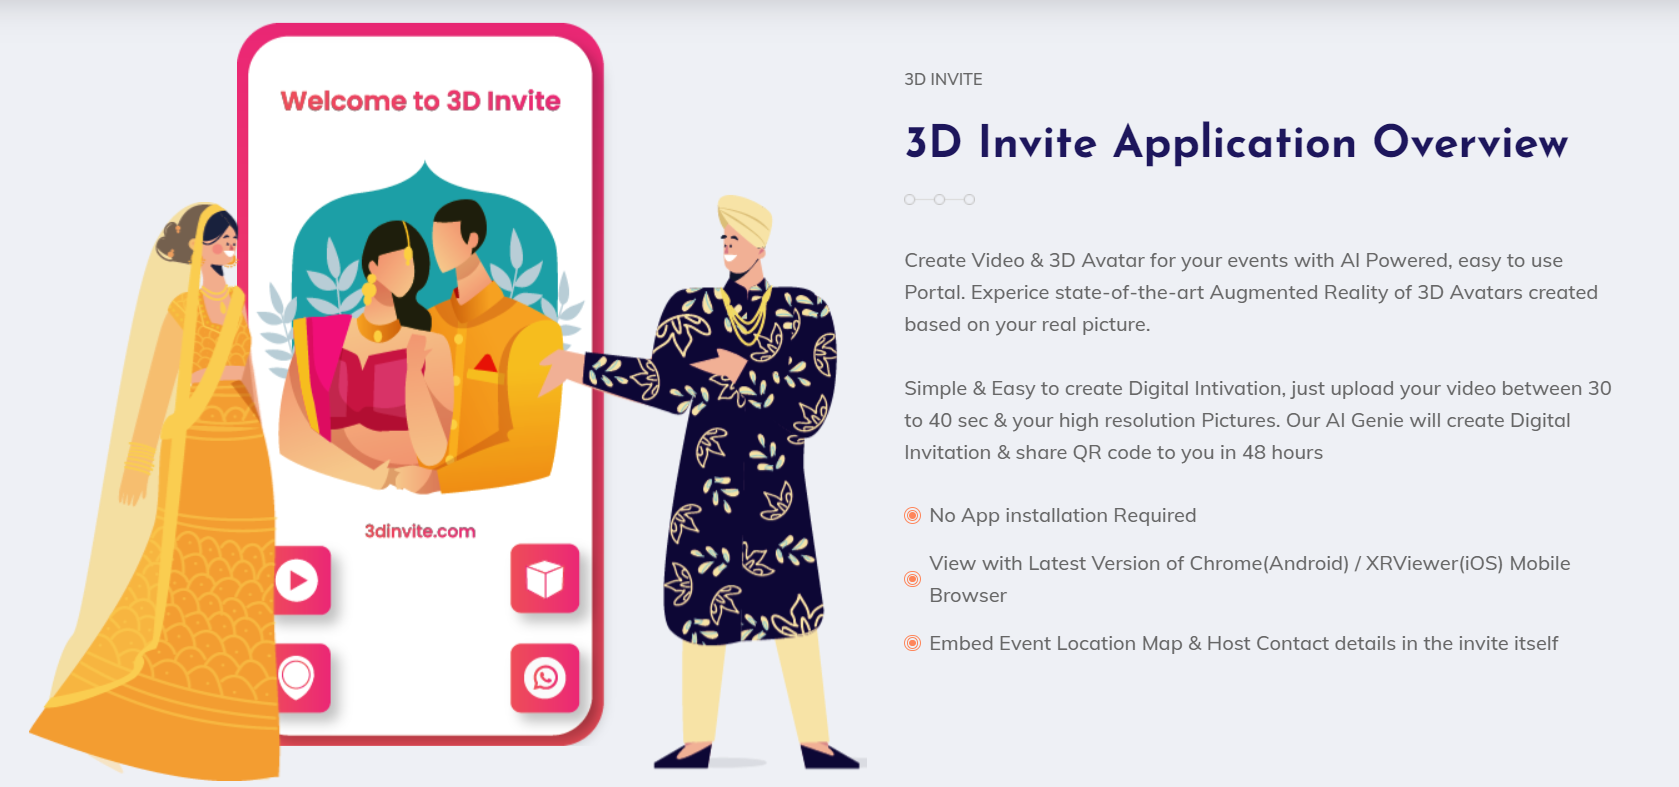 Welcome to 3D Invite
3dinvite.com
3D INVITE
3D Invite Application Overview
Create Video & 3D Avatar for your events with AI Powered, easy to use
Portal. Experice state-of-the-art Augmented Reality of 3D Avatars created
based on your real picture.
Simple & Easy to create Digital Intivation, just upload your video between 30
to 40 sec & your high resolution Pictures. Our AI Genie will create Digital
Invitation & share QR code to you in 48 hours
No App installation Required
View with Latest Version of Chrome(Android) / XRViewer(iOS) Mobile
Browser
Embed Event Location Map & Host Contact details in the invite itself